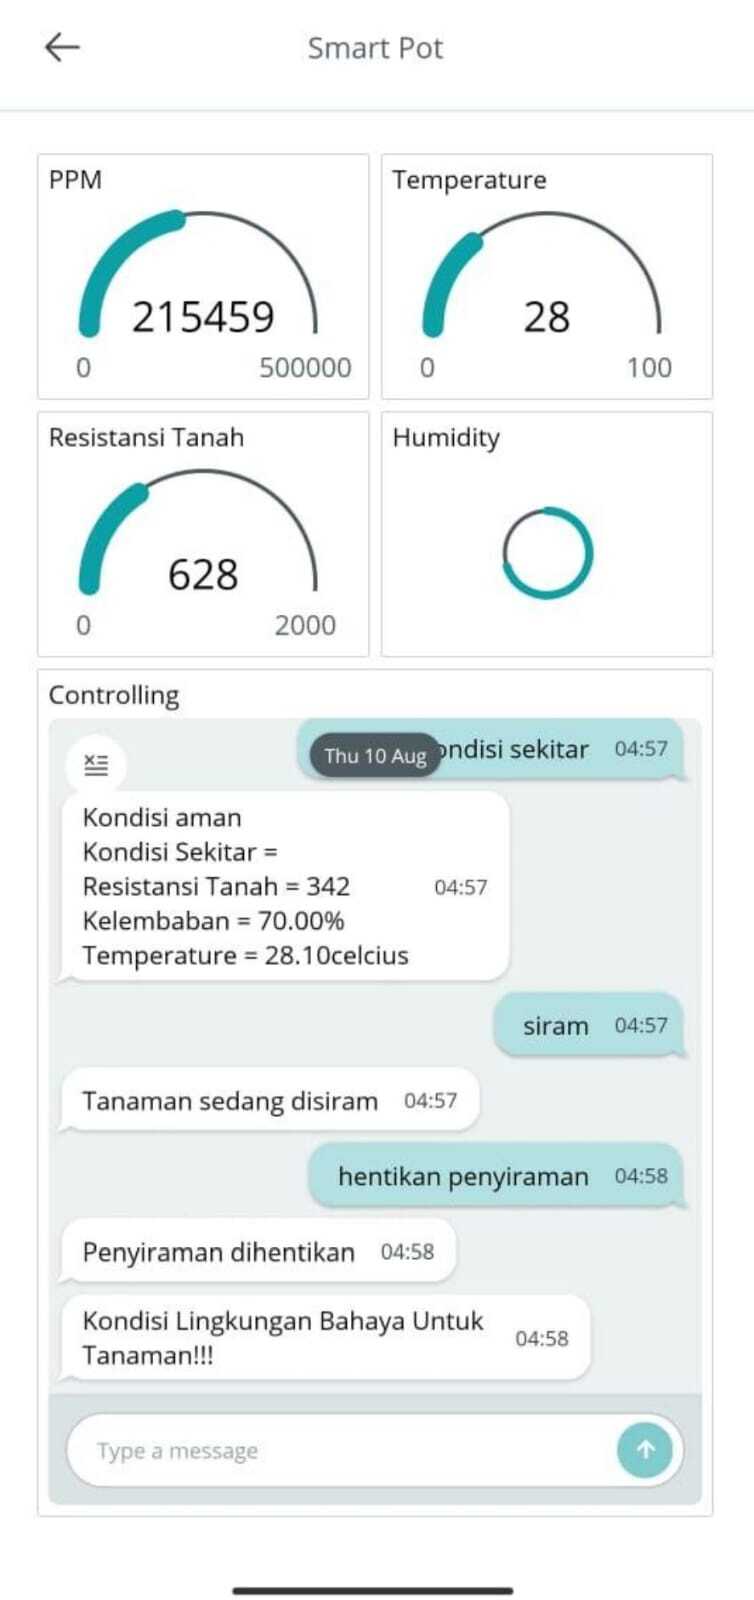 Smart Pot
PPM
215459
0
500000
Temperature
28
0
100
Resistansi Tanah
628
0
2000
Humidity
Controlling
Thu 10 Aug
sekitar 04:57
Kondisi aman
Kondisi Sekitar =
Resistansi Tanah = 342
Kelembaban = 70.00%
Temperature = 28.10celcius
04:57
siram 04:57
Tanaman sedang disiram 04:57
hentikan penyiraman 04:58
Penyiraman dihentikan 04:58
Kondisi Lingkungan Bahaya Untuk
Tanaman!!!
04:58
Type a message